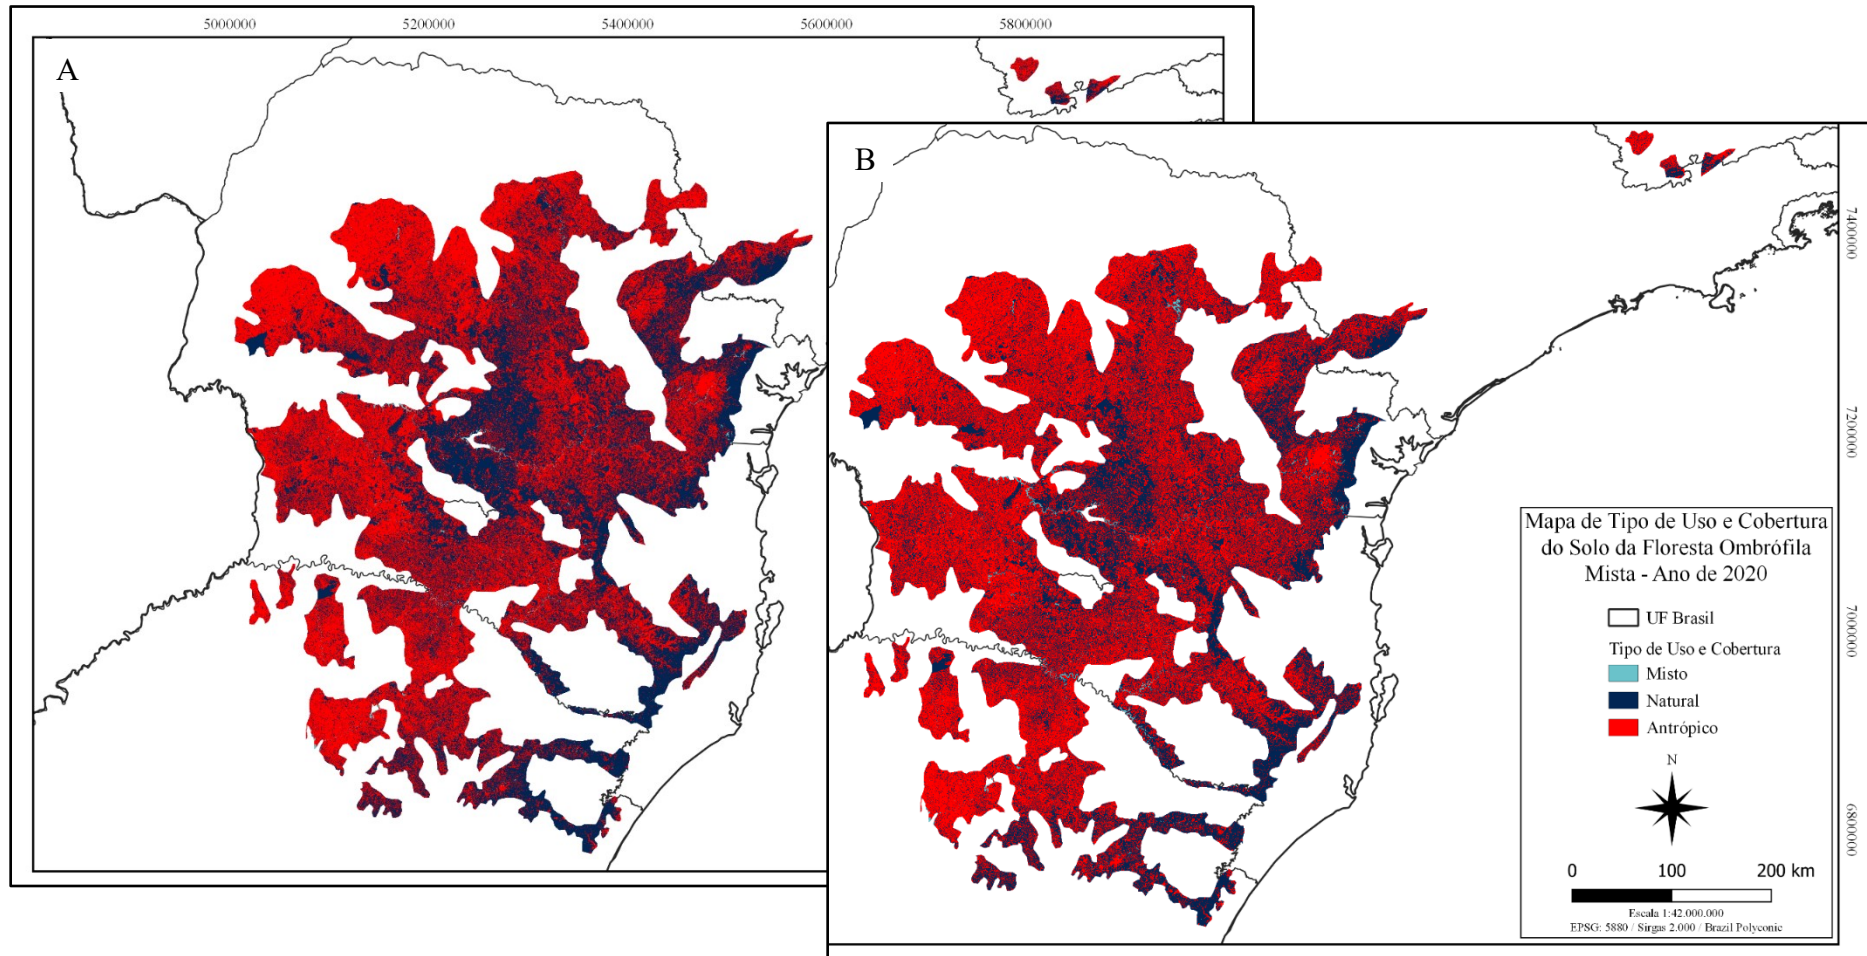 5000000 5200000 5400000 5600000 5800000
A
B
7400000
7200000
7000000
6800000
Mapa de Tipo de Uso e Cobertura
do Solo da Floresta Ombrófila
Mista - Ano de 2020
UF Brasil
Tipo de Uso e Cobertura
Misto
Natural
Antrópico
N
0 100 200 km
Escala 1:42.000.000
EPSG: 5880 / Sirgas 2.000 / Brazil Polyconic